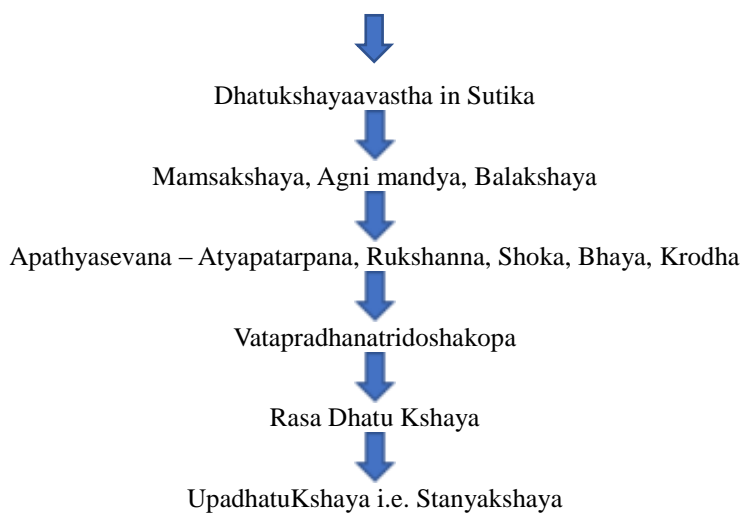 Dhatukshayaavastha in Sutika
Mamsakshaya, Agni mandya, Balakshaya
Apathyasevana – Atyapatarpana, Rukshanna, Shoka, Bhaya, Krodha
Vatapradhanatridoshakopa
Rasa Dhatu Kshaya
UpadhatuKshaya i.e. Stanyakshaya